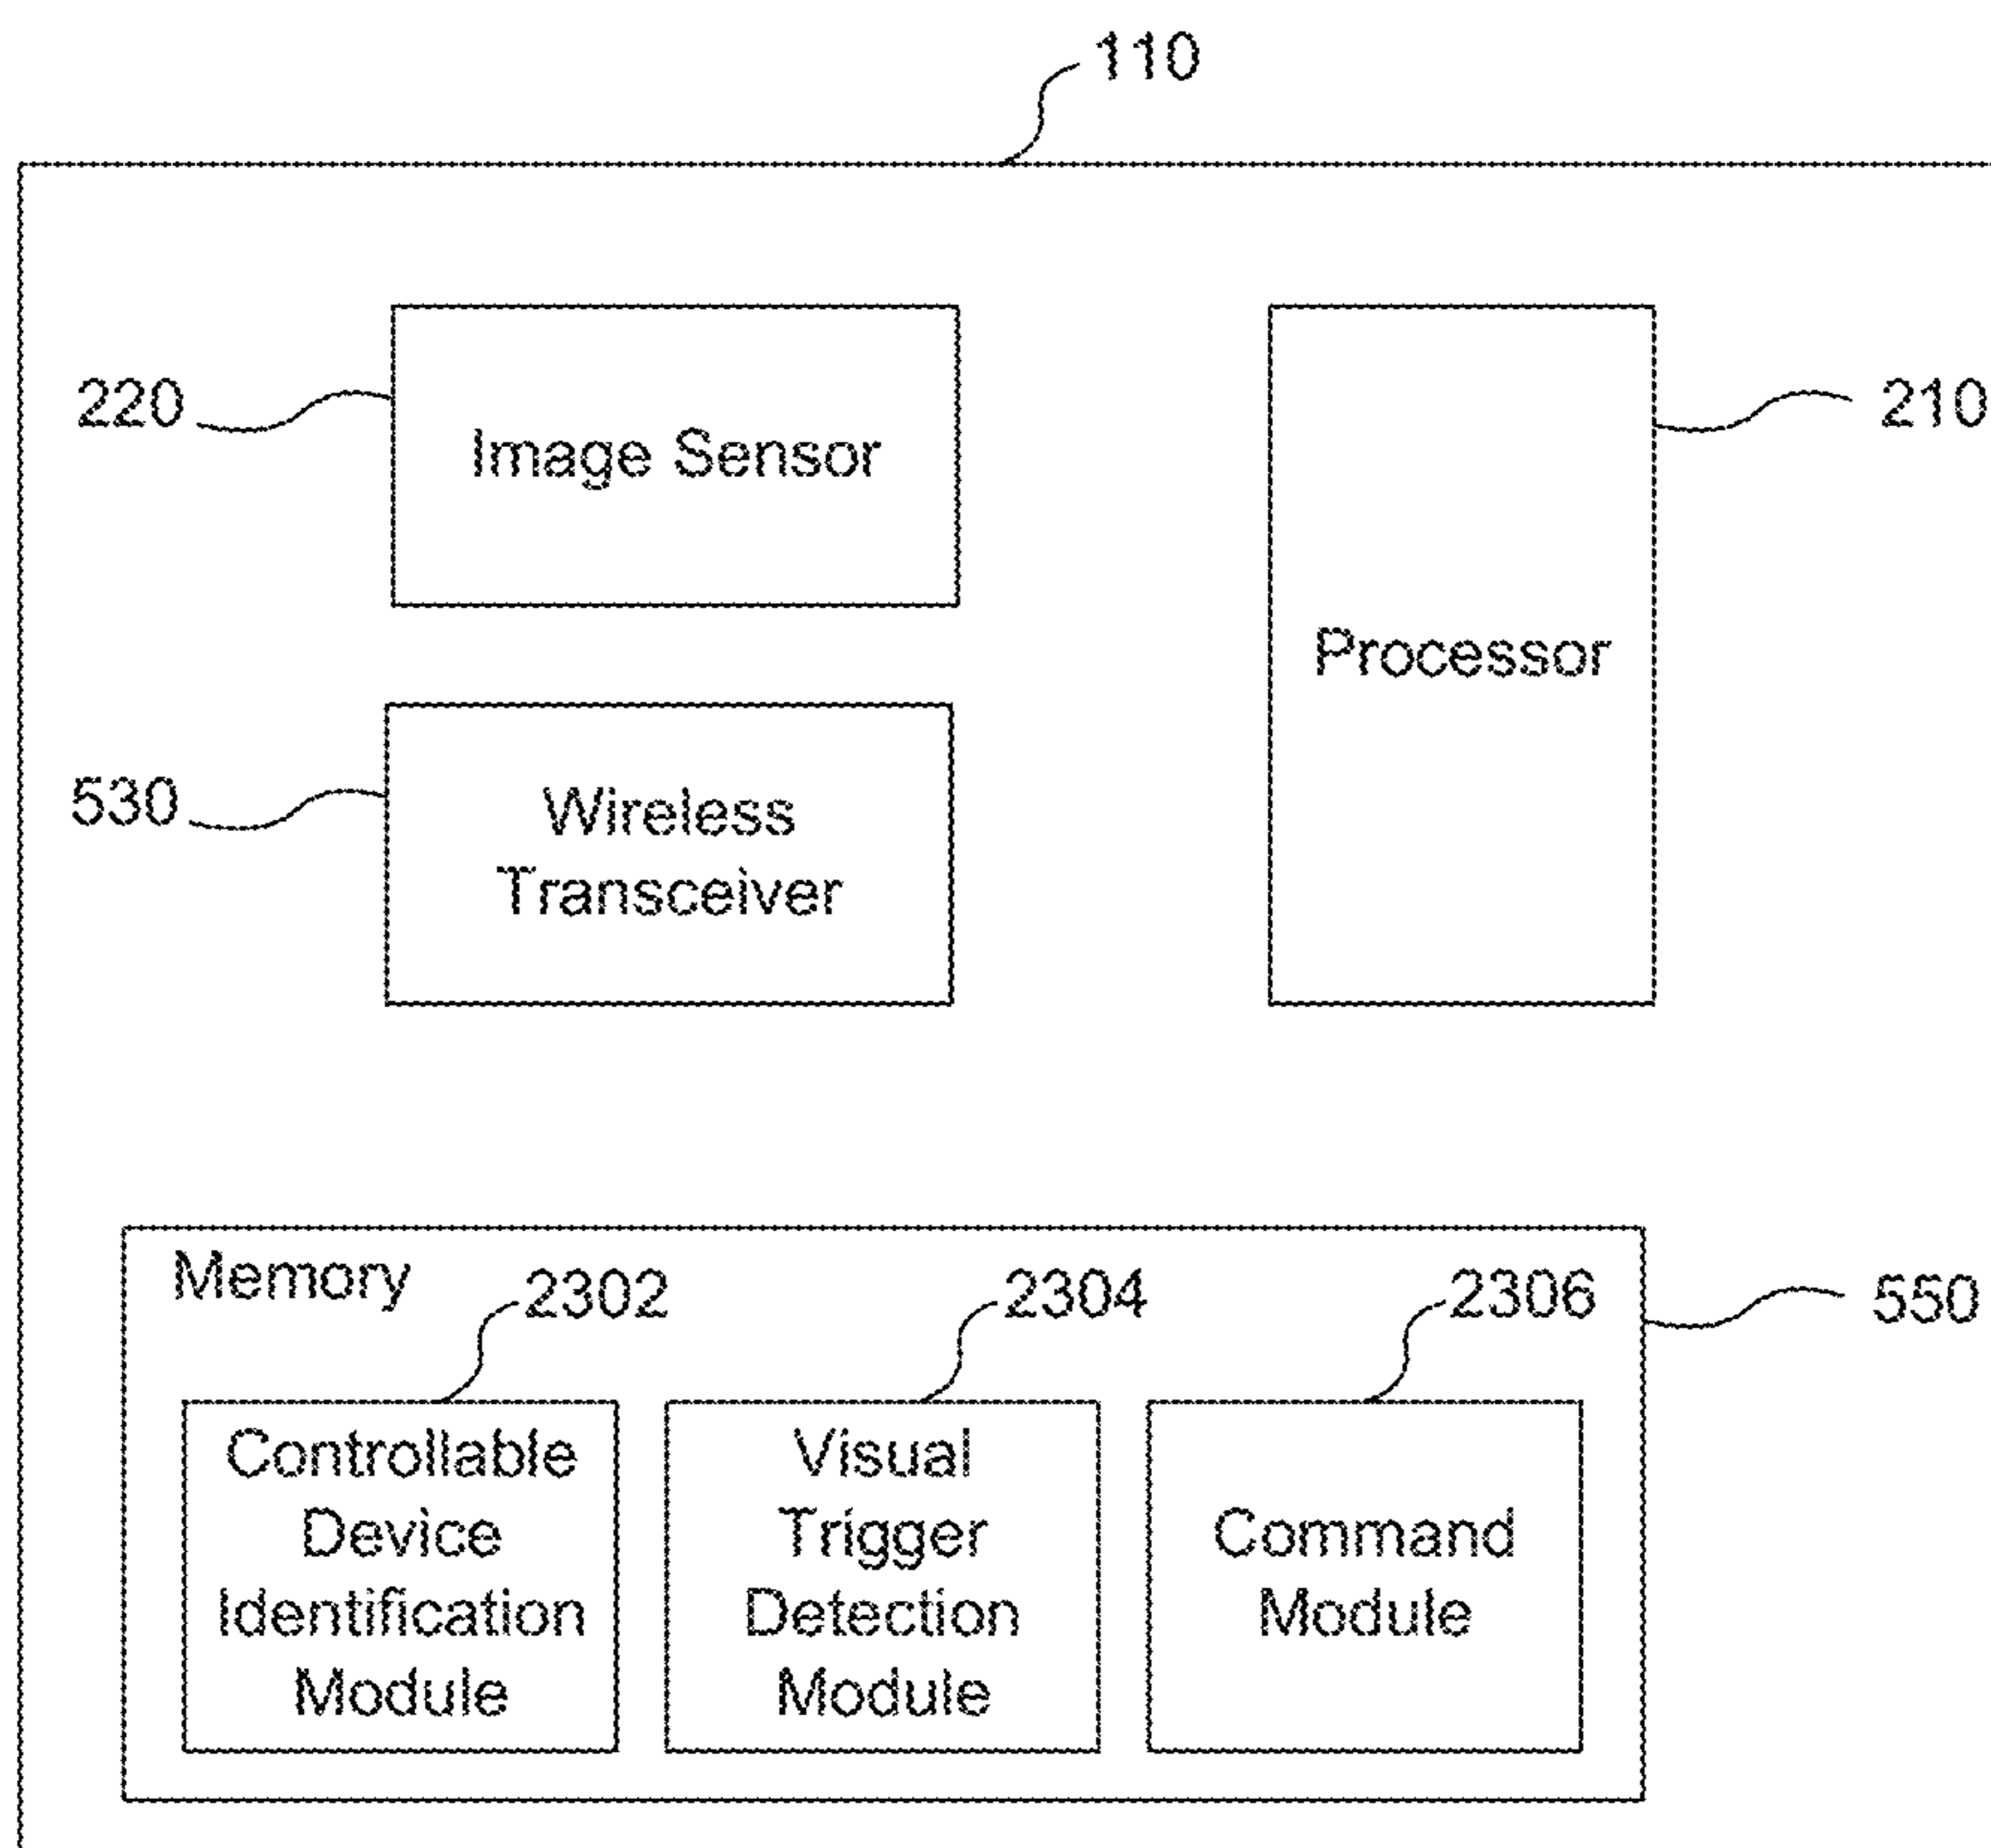 110
220
Image Sensor
210
Processor
530
Wireless
Transceiver
Memory
2302
2304
2306
550
Controllable
Device
Identification
Module
Visual
Trigger
Detection
Module
Command
Module